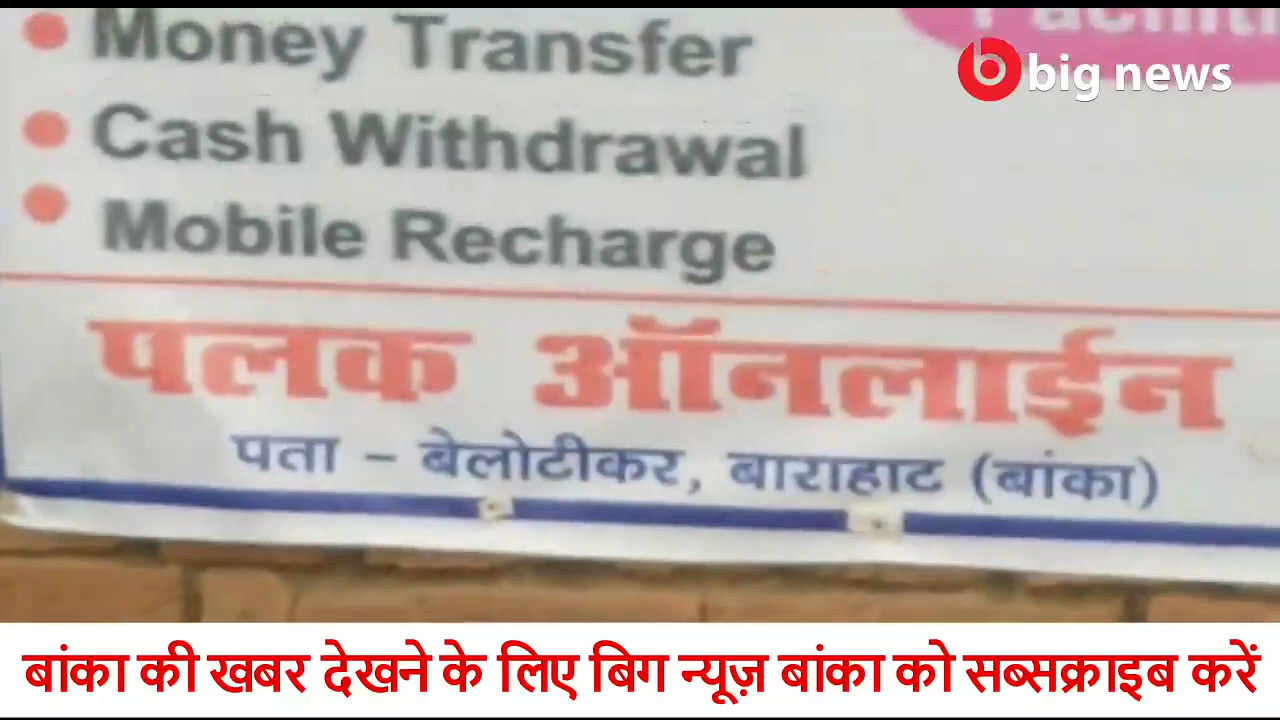 Money Transfer
Cash Withdrawal
Mobile Recharge
big news
पलक ऑनलाईन
पता - बेलोटीकर, बाराहाट (बांका)
बांका की खबर देखने के लिए बिग न्यूज़ बांका को सब्सक्राइब करें